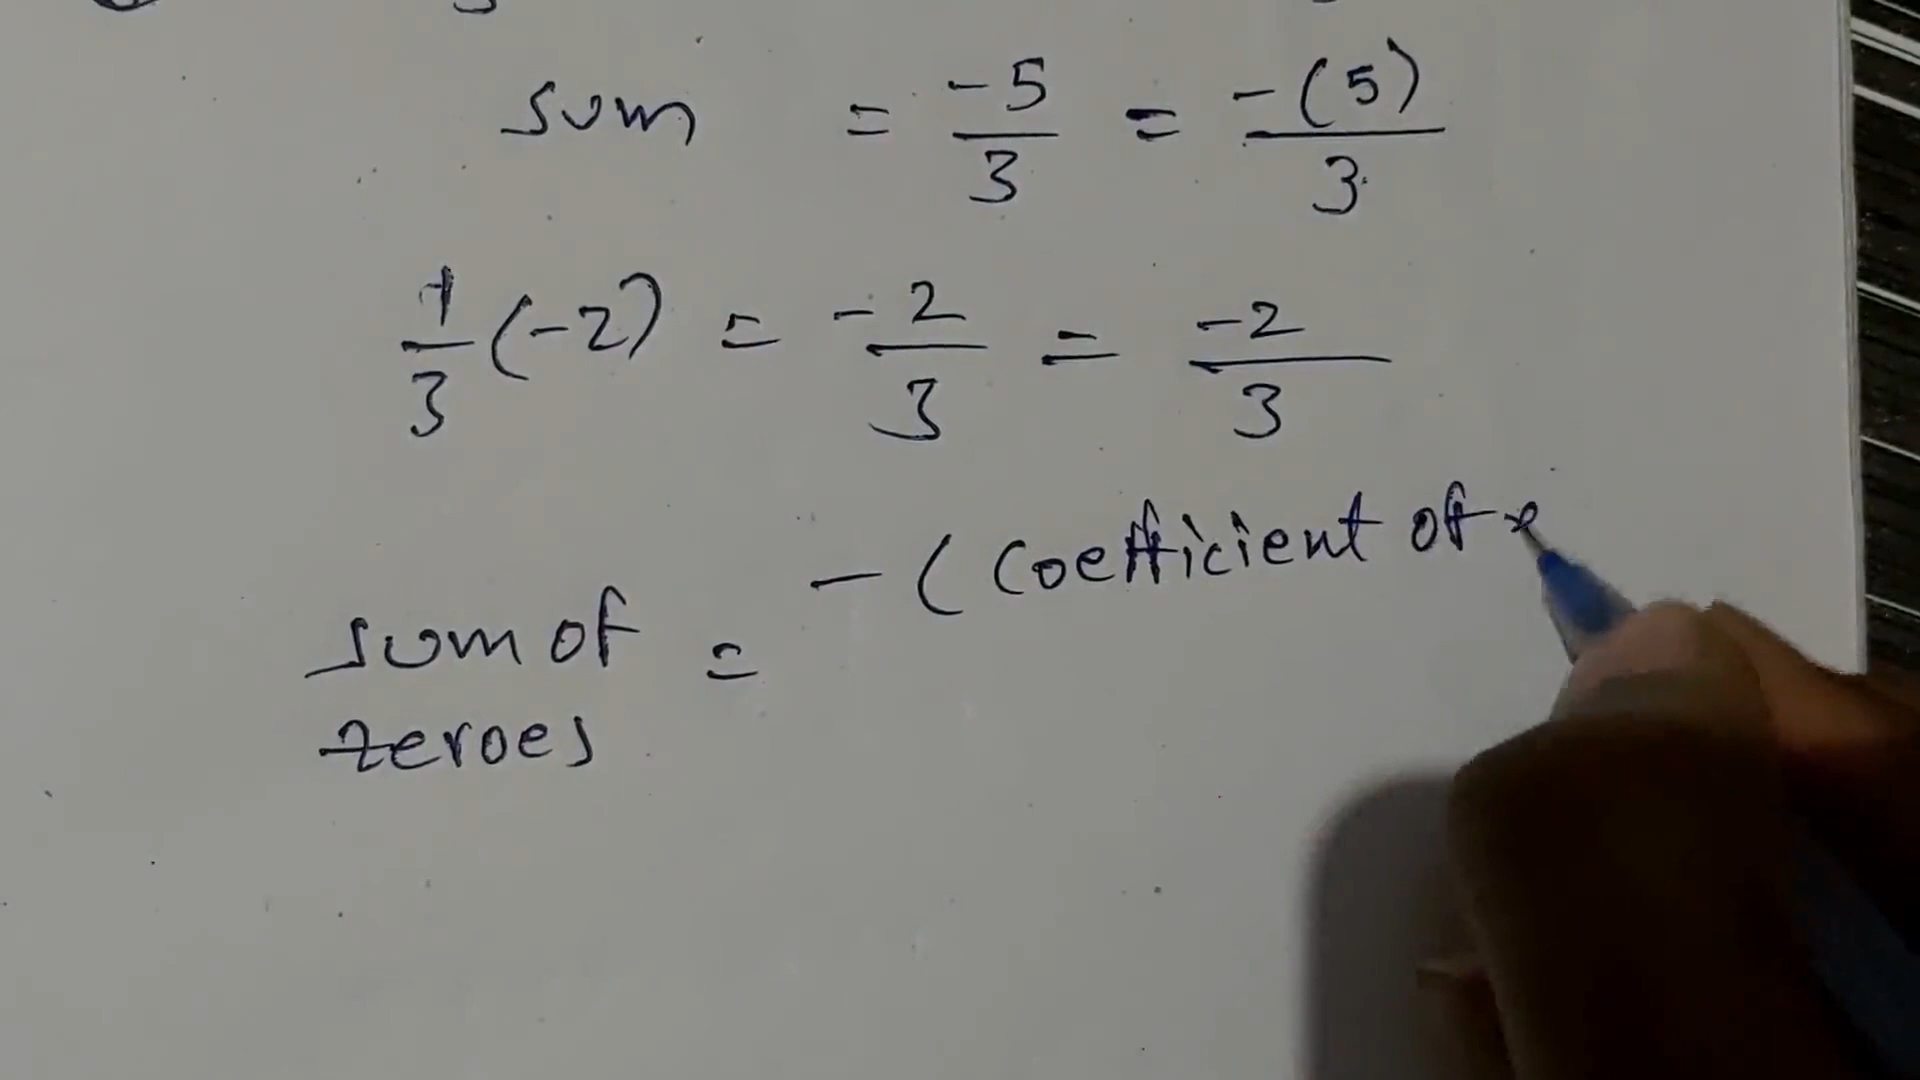 sum = -5/3 = -(5)/3
1/3 (-2) = -2/3 = -2/3
sum of zeroes = -(coefficient of x